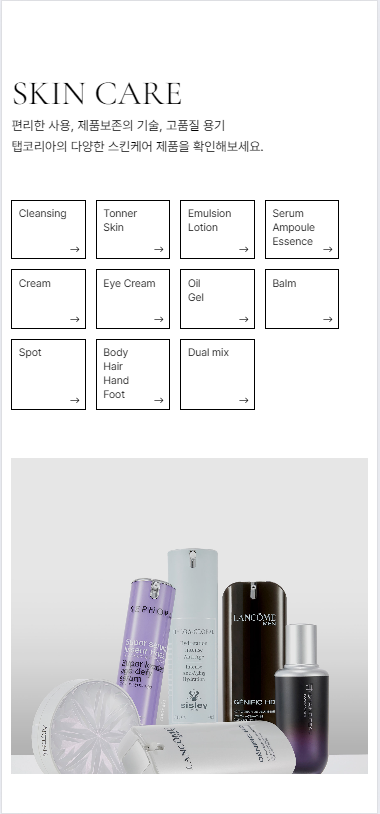 SKIN CARE
편리한 사용, 제품보존의 기술, 고품질 용기
탭코리아의 다양한 스킨케어 제품을 확인해보세요.
Cleansing
→
Tonner
Skin
→
Emulsion
Lotion
→
Serum
Ampoule
Essence →
Cream
→
Eye Cream
→
Oil
Gel
→
Balm
→
Spot
→
Body
Hair
Hand
Foot →
Dual mix
→
LANCÔME
MEN
GÉNIFIC HD
sisley